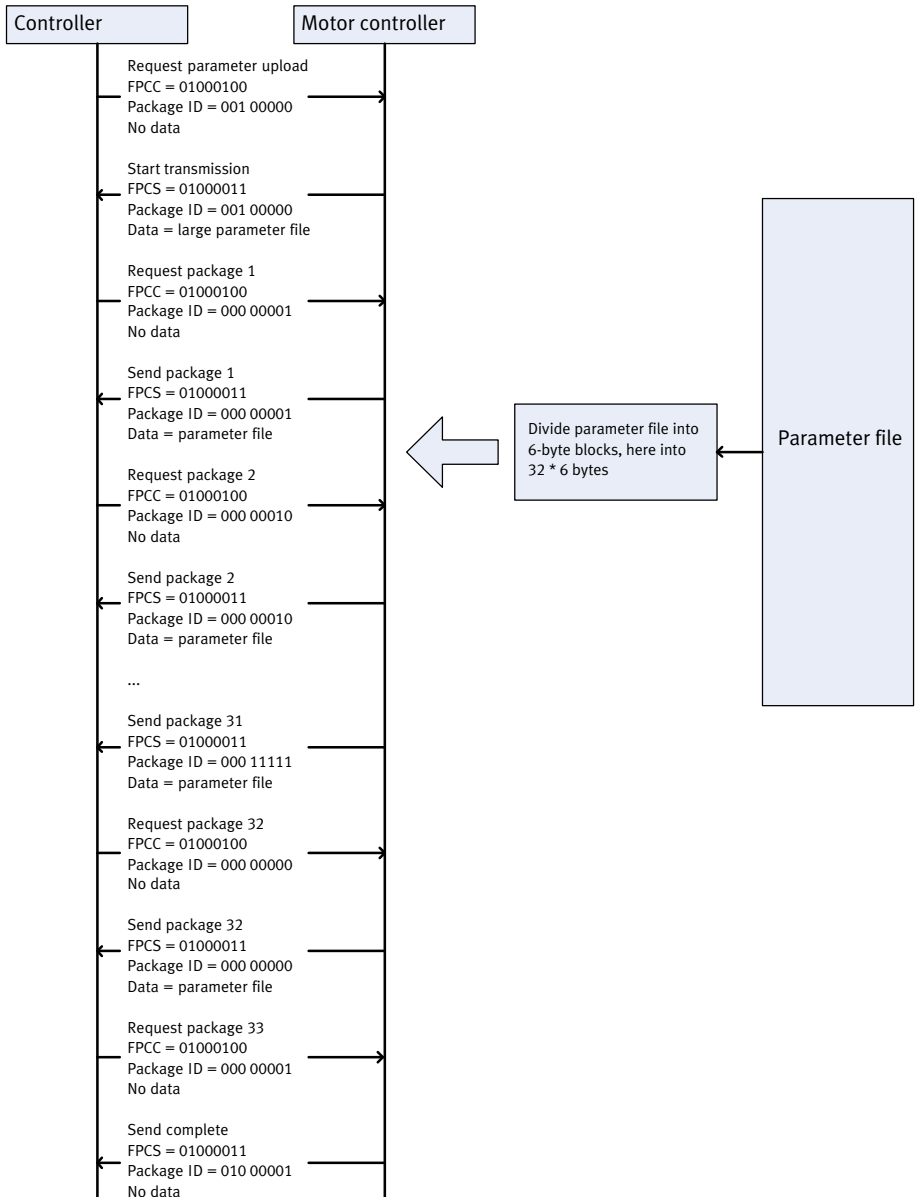 Controller
Motor controller
Request parameter upload
FPCC = 01000100
Package ID = 001 00000
No data
Start transmission
FPCS = 01000011
Package ID = 001 00000
Data = large parameter file
Request package 1
FPCC = 01000100
Package ID = 000 00001
No data
Send package 1
FPCS = 01000011
Package ID = 000 00001
Data = parameter file
Request package 2
FPCC = 01000100
Package ID = 000 00010
No data
Send package 2
FPCS = 01000011
Package ID = 000 00010
Data = parameter file
...
Send package 31
FPCS = 01000011
Package ID = 000 11111
Data = parameter file
Request package 32
FPCC = 01000100
Package ID = 000 00000
No data
Send package 32
FPCS = 01000011
Package ID = 000 00000
Data = parameter file
Request package 33
FPCC = 01000100
Package ID = 000 00001
No data
Send complete
FPCS = 01000011
Package ID = 010 00001
No data
Divide parameter file into
6-byte blocks, here into
32 * 6 bytes
Parameter file